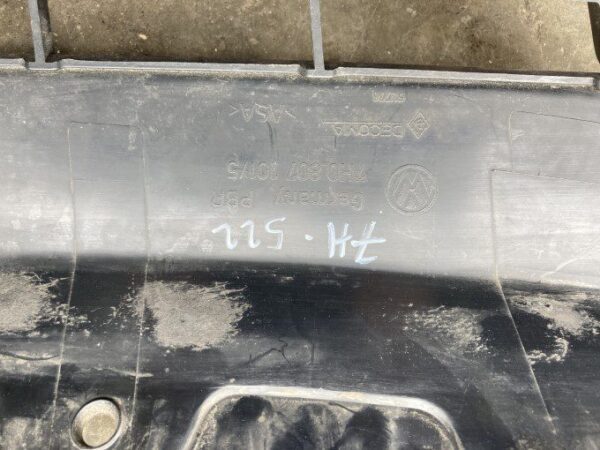 7H · 522
Germany
7H0 807 101/5
DECOMA
>ASA<